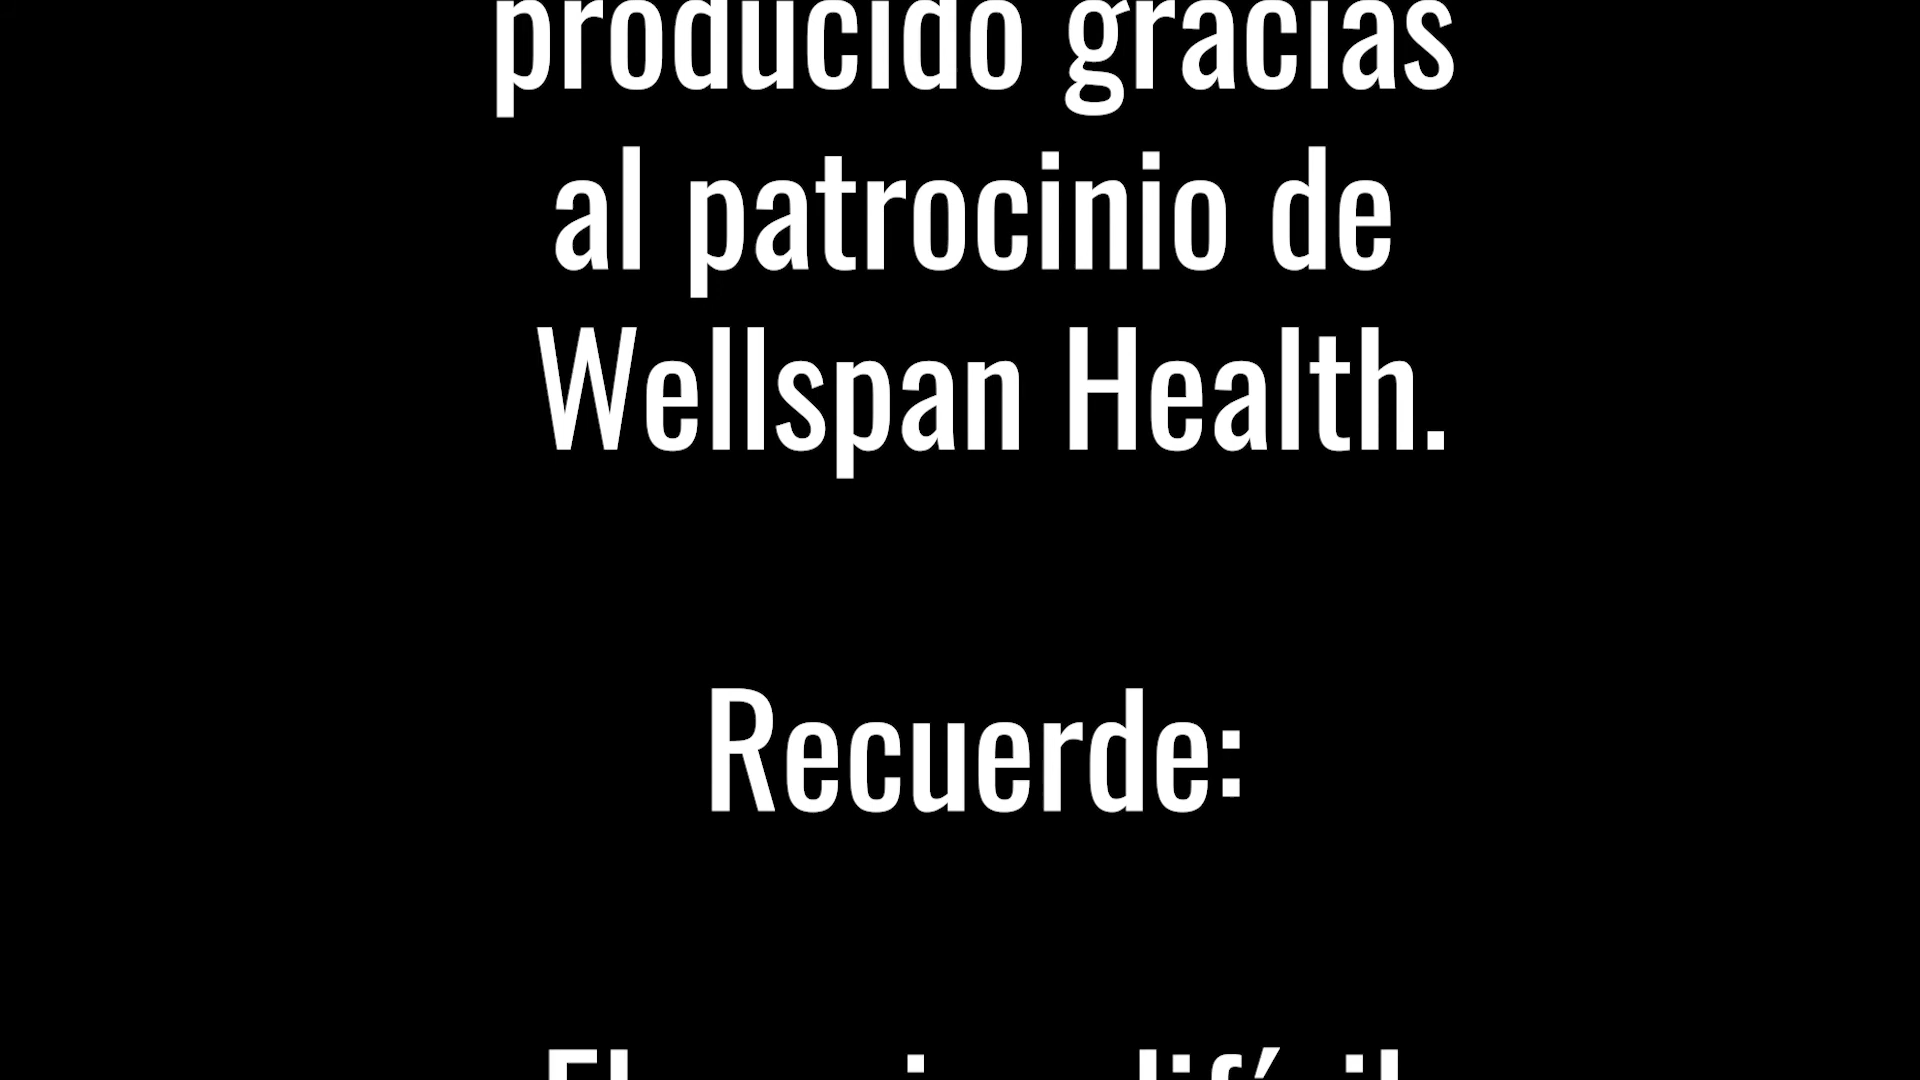 producido gracias
al patrocinio de
Wellspan Health.
Recuerde: